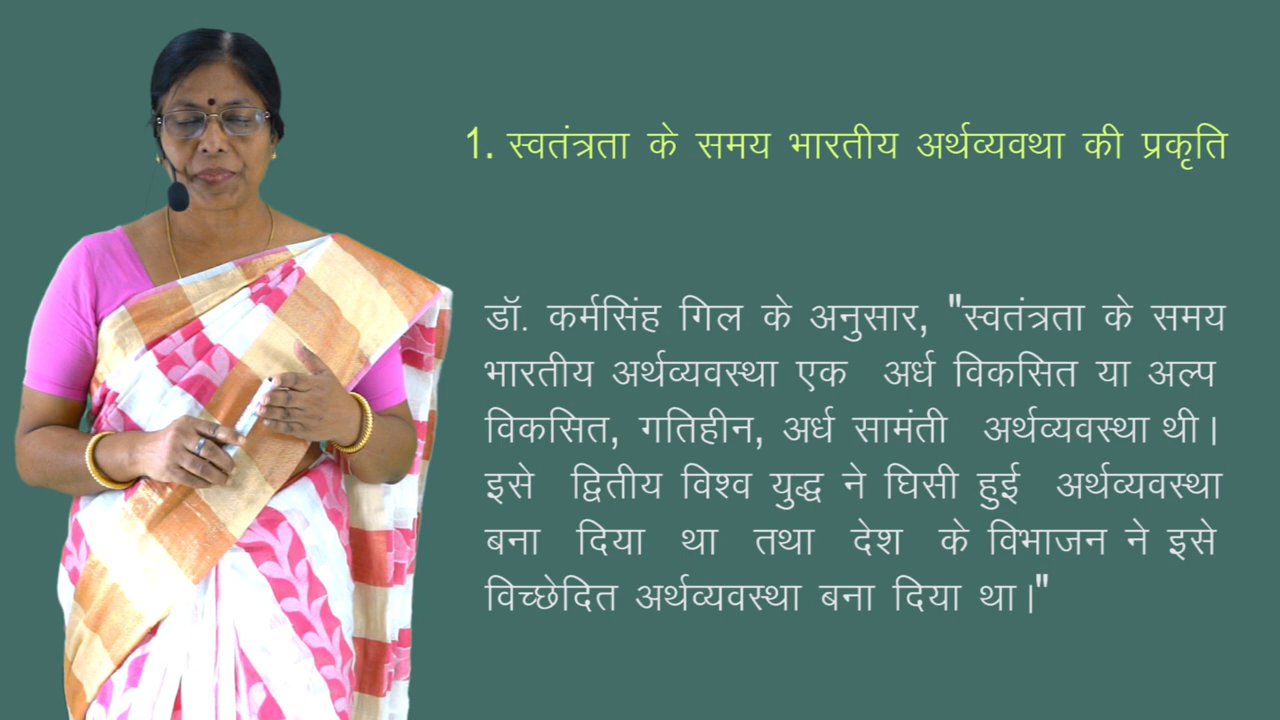 1. स्वतंत्रता के समय भारतीय अर्थव्यवथा की प्रकृति
डॉ. कर्मसिंह गिल के अनुसार, "स्वतंत्रता के समय
भारतीय अर्थव्यवस्था एक अर्ध विकसित या अल्प
विकसित, गतिहीन, अर्ध सामंती अर्थव्यवस्था थी।
इसे द्वितीय विश्व युद्ध ने घिसी हुई अर्थव्यवस्था
बना दिया था तथा देश के विभाजन ने इसे
विच्छेदित अर्थव्यवस्था बना दिया था।"